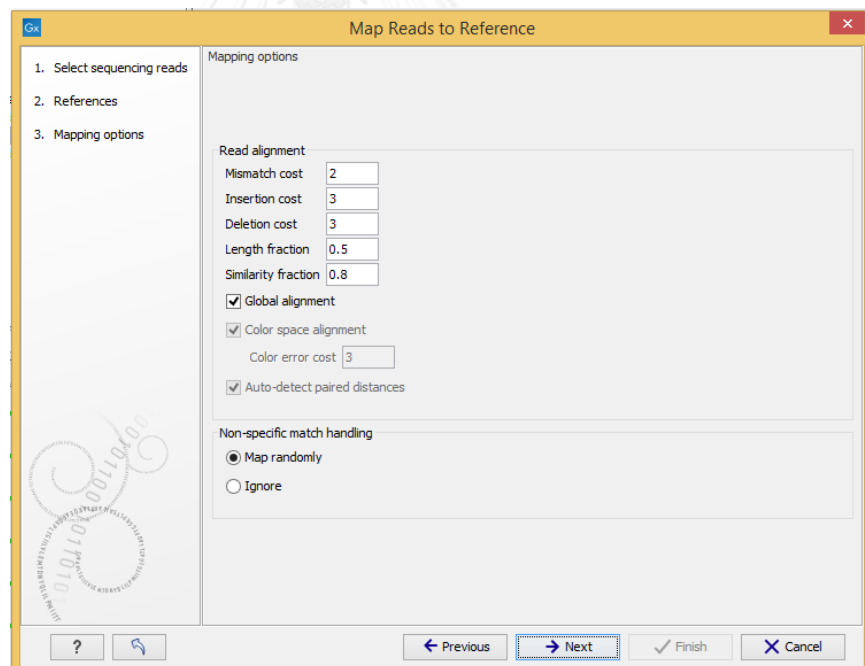 Gx
Map Reads to Reference
1. Select sequencing reads
2. References
3. Mapping options
Mapping options
Read alignment
Mismatch cost 2
Insertion cost 3
Deletion cost 3
Length fraction 0.5
Similarity fraction 0.8
Global alignment
Color space alignment
Color error cost 3
Auto-detect paired distances
Non-specific match handling
Map randomly
Ignore
? Previous Next Finish Cancel